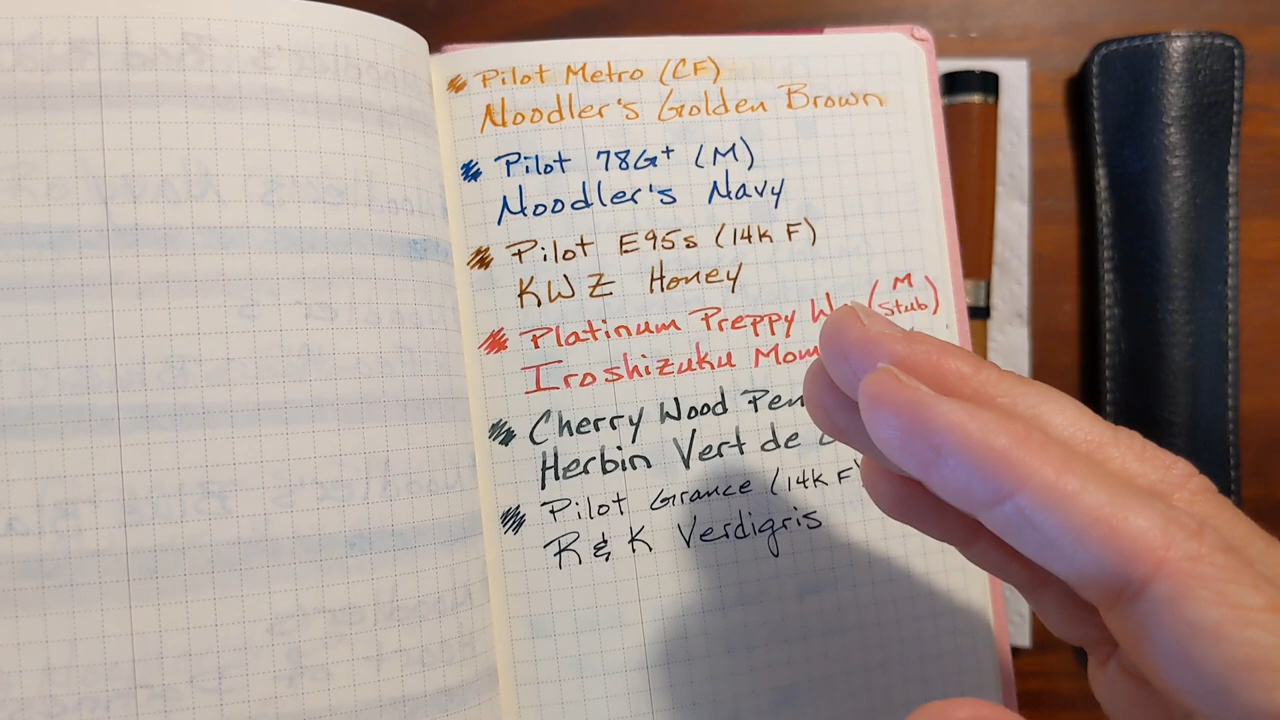 Pilot Metro (CF)
Noodler's Golden Brown
Pilot 78G+ (M)
Noodler's Navy
Pilot E95s (14k F)
KWZ Honey
Platinum Preppy (M Stub)
Iroshizuku
Cherry Wood Pen
Herbin Vert de
Pilot Grance (14k F)
R & K Verdigris